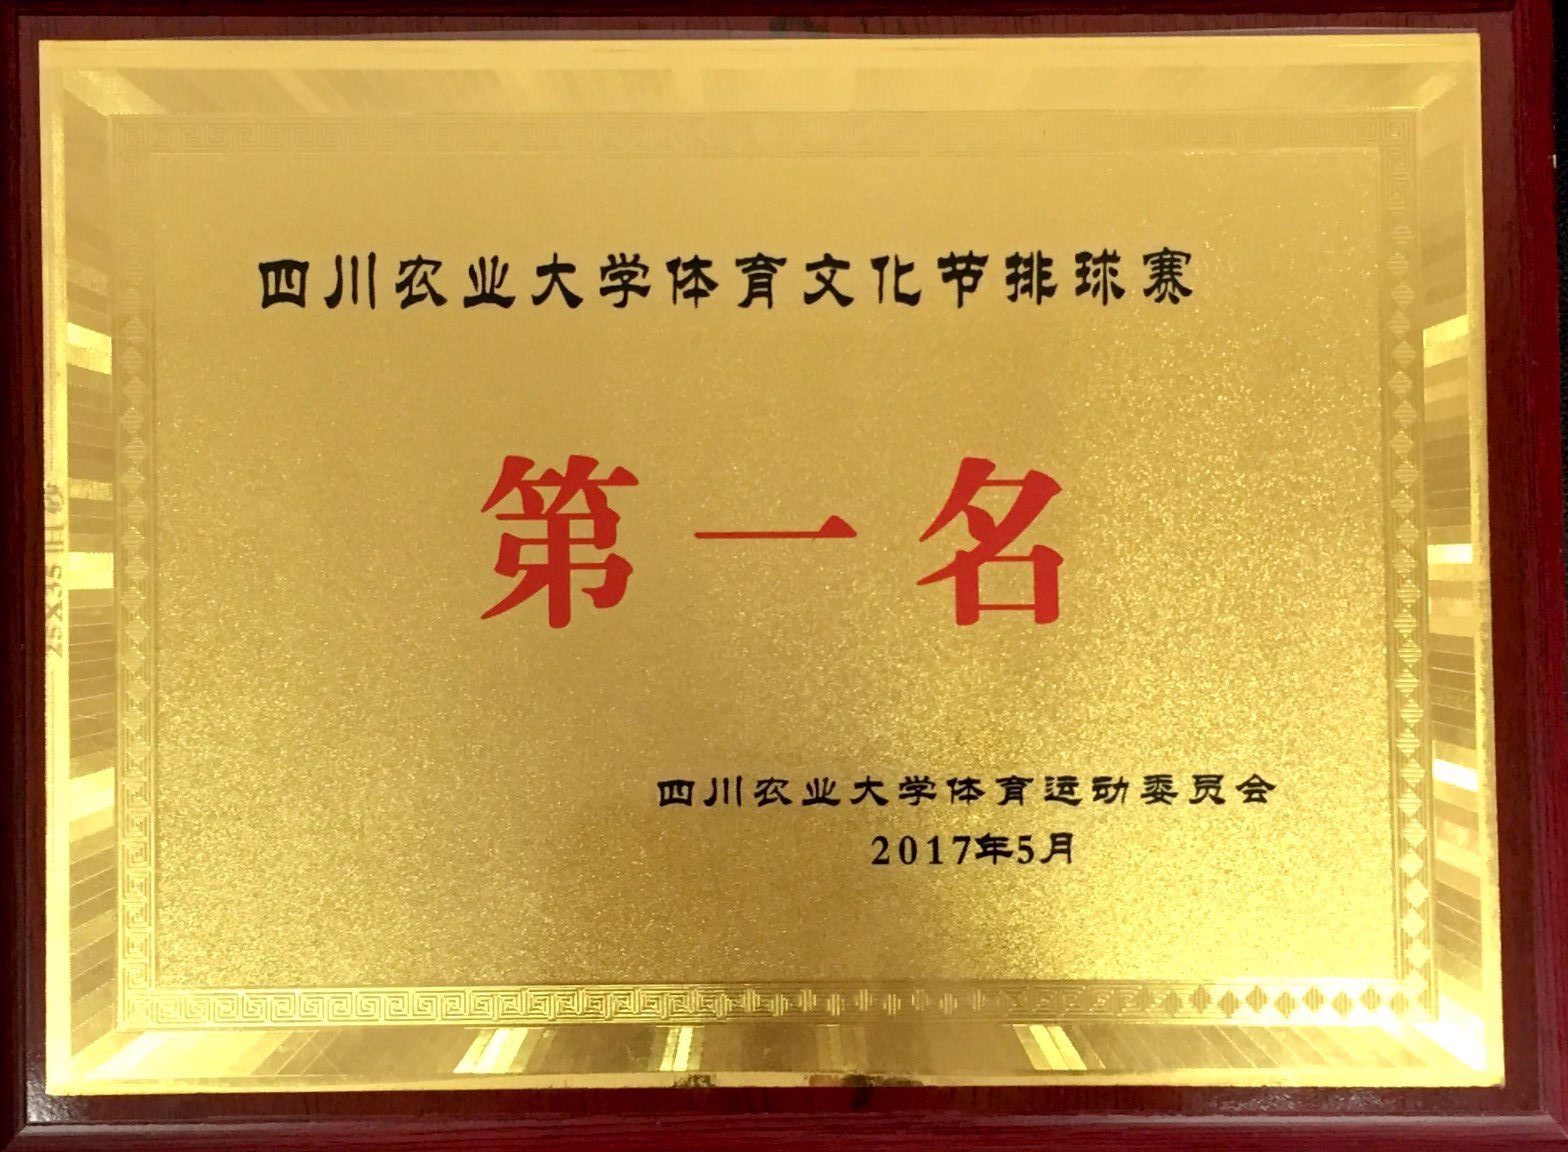 四川农业大学体育文化节排球赛
第一名
四川农业大学体育运动委员会
2017年5月